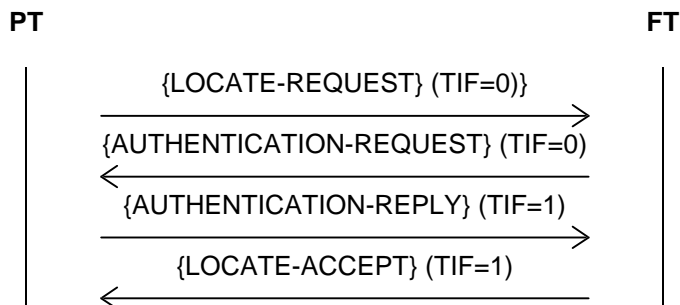 PT FT
{LOCATE-REQUEST} (TIF=0)}
{AUTHENTICATION-REQUEST} (TIF=0)
{AUTHENTICATION-REPLY} (TIF=1)
{LOCATE-ACCEPT} (TIF=1)